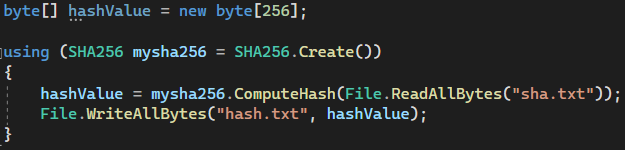 byte[] hashValue = new byte[256];
using (SHA256 mysha256 = SHA256.Create())
{
hashValue = mysha256.ComputeHash(File.ReadAllBytes("sha.txt"));
File.WriteAllBytes("hash.txt", hashValue);
}